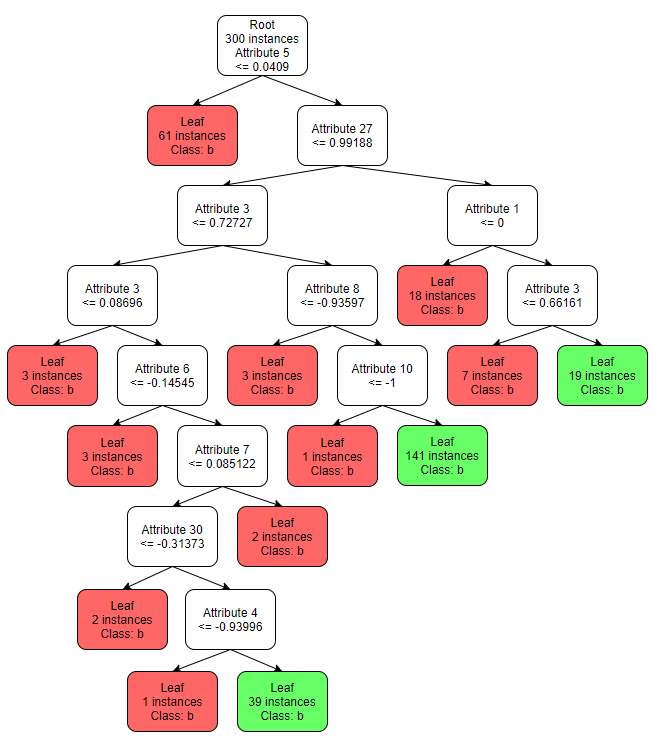 Root
300 instances
Attribute 5
<= 0.0409
Leaf
61 instances
Class: b
Attribute 27
<= 0.99188
Attribute 3
<= 0.72727
Attribute 1
<= 0
Attribute 3
<= 0.08696
Attribute 8
<= -0.93597
Leaf
18 instances
Class: b
Attribute 3
<= 0.66161
Leaf
3 instances
Class: b
Attribute 6
<= -0.14545
Leaf
3 instances
Class: b
Attribute 10
<= -1
Leaf
7 instances
Class: b
Leaf
19 instances
Class: b
Leaf
3 instances
Class: b
Attribute 7
<= 0.085122
Leaf
1 instances
Class: b
Leaf
141 instances
Class: b
Attribute 30
<= -0.31373
Leaf
2 instances
Class: b
Leaf
2 instances
Class: b
Attribute 4
<= -0.93996
Leaf
1 instances
Class: b
Leaf
39 instances
Class: b